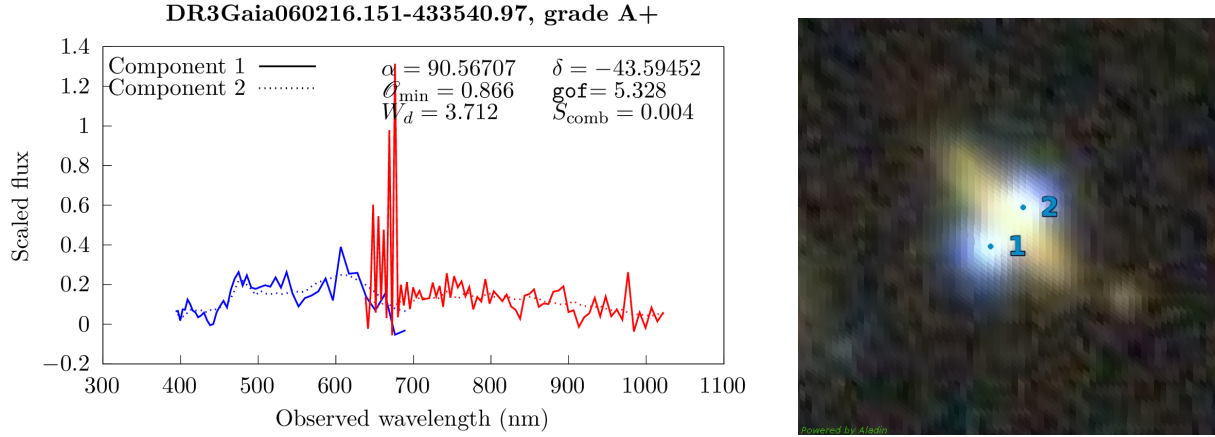 DR3Gaia060216.151-433540.97, grade A+
Component 1
Component 2
α = 90.56707 δ = −43.59452
𝒪min = 0.866 gof= 5.328
Wd = 3.712 Scomb = 0.004
1.4
1.2
1
0.8
0.6
0.4
0.2
0
−0.2
Scaled flux
300 400 500 600 700 800 900 1000 1100
Observed wavelength (nm)
2
1
Powered by Aladin